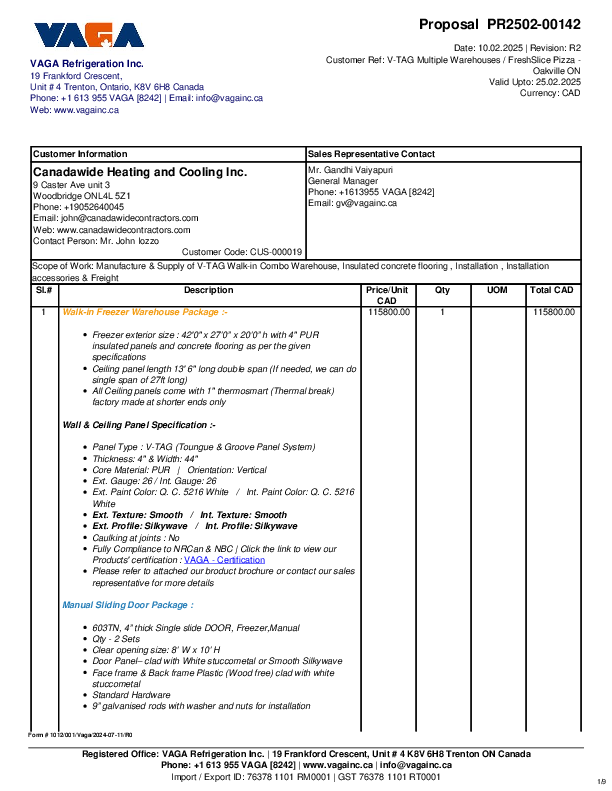 VAGA
Proposal PR2502-00142
Date: 10.02.2025 | Revision: R2
Customer Ref: V-TAG Multiple Warehouses / FreshSlice Pizza -
Oakville ON
Valid Upto: 25.02.2025
Currency: CAD
VAGA Refrigeration Inc.
19 Frankford Crescent,
Unit # 4 Trenton, Ontario, K8V 6H8 Canada
Phone: +1 613 955 VAGA [8242] | Email: info@vagainc.ca
Web: www.vagainc.ca
Customer Information
Canadawide Heating and Cooling Inc.
9 Caster Ave unit 3
Woodbridge ONL4L 5Z1
Phone: +19052640045
Email: john@canadawidecontractors.com
Web: www.canadawidecontractors.com
Contact Person: Mr. John Iozzo
Customer Code: CUS-000019
Sales Representative Contact
Mr. Gandhi Vaiyapuri
General Manager
Phone: +1613955 VAGA [8242]
Email: gv@vagainc.ca
Scope of Work: Manufacture & Supply of V-TAG Walk-in Combo Warehouse, Insulated concrete flooring , Installation , Installation
accessories & Freight
Sl.# Description Price/Unit CAD Qty UOM Total CAD
1 Walk-in Freezer Warehouse Package :- 115800.00 1 115800.00
• Freezer exterior size : 42'0" x 27'0" x 20'0' h with 4" PUR
insulated panels and concrete flooring as per the given
specifications
• Ceiling panel length 13' 6" long double span (If needed, we can do
single span of 27ft long)
• All Ceiling panels come with 1" thermosmart (Thermal break)
factory made at shorter ends only
Wall & Ceiling Panel Specification :-
• Panel Type : V-TAG (Toungue & Groove Panel System)
• Thickness: 4" & Width: 44"
• Core Material: PUR | Orientation: Vertical
• Ext. Gauge: 26 / Int. Gauge: 26
• Ext. Paint Color: Q. C. 5216 White / Int. Paint Color: Q. C. 5216
White
• Ext. Texture: Smooth / Int. Texture: Smooth
• Ext. Profile: Silkywave / Int. Profile: Silkywave
• Caulking at joints : No
• Fully Compliance to NRCan & NBC | Click the link to view our
Products' certification : VAGA - Certification
• Please refer to attached our broduct brochure or contact our sales
representative for more details
Manual Sliding Door Package :
• 603TN, 4" thick Single slide DOOR, Freezer,Manual
• Qty - 2 Sets
• Clear opening size: 8' W x 10' H
• Door Panel– clad with White stuccometal or Smooth Silkywave
• Face frame & Back frame Plastic (Wood free) clad with white
stuccometal
• Standard Hardware
• 9" galvanised rods with washer and nuts for installation
Form # 1012/001/Vaga/2024-07-11/R0
Registered Office: VAGA Refrigeration Inc. | 19 Frankford Crescent, Unit # 4 K8V 6H8 Trenton ON Canada
Phone: +1 613 955 VAGA [8242] | www.vagainc.ca | info@vagainc.ca
Import / Export ID: 76378 1101 RM0001 | GST 76378 1101 RT0001
1/9